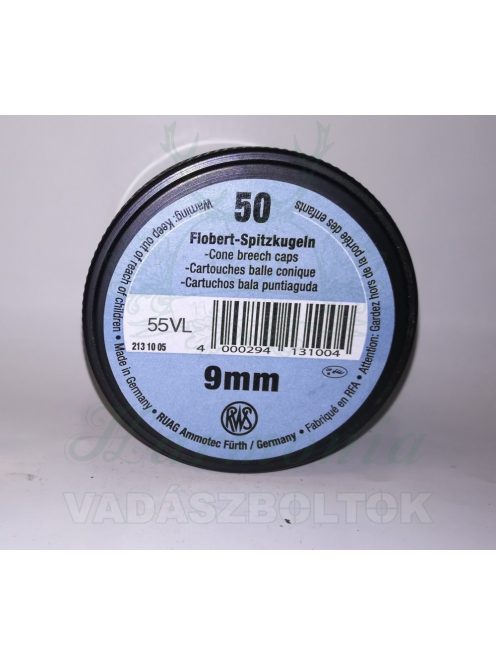 50
Flobert-Spitzkugeln
-Cone breech caps
-Cartouches balle conique
-Cartuchos bala puntiaguda
55VL
213 10 05
4 000294 131004
9mm
RWS
Warning: Keep out of reach of children • Made in Germany • RUAG Ammotec Fürth / Germany • Fabriqué en RFA • Attention: Gardez hors de la portée des enfants
VADÁSZBOLTOK